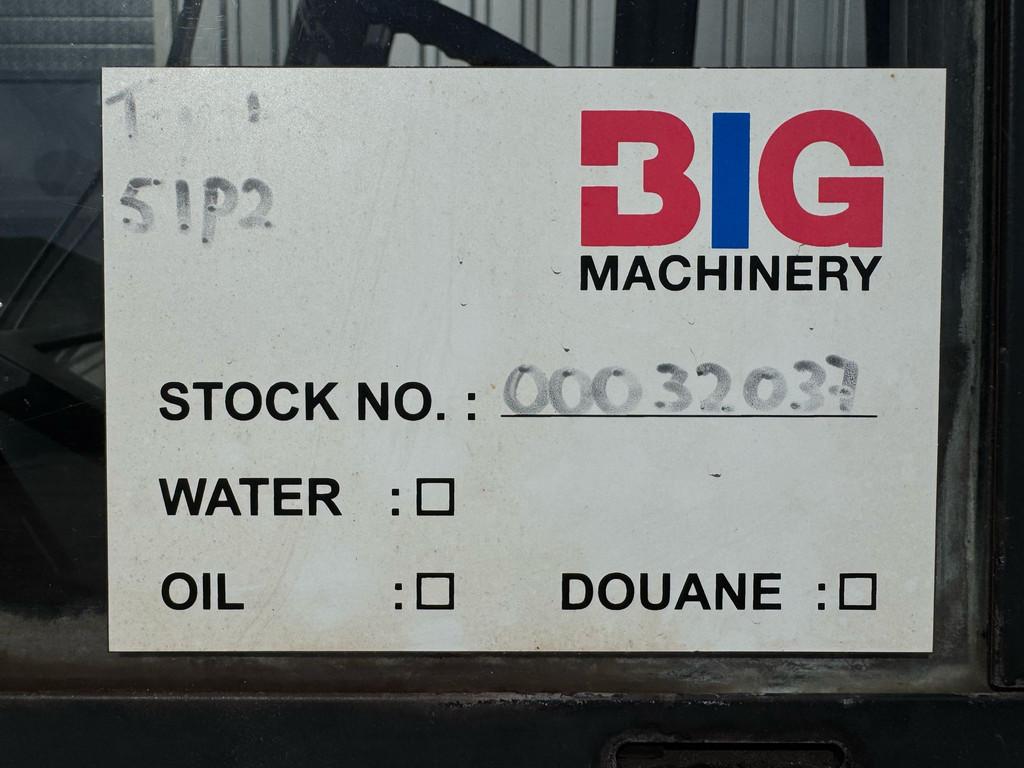 51P2
BIG
MACHINERY
STOCK NO. : 00032037
WATER :
OIL :
DOUANE :